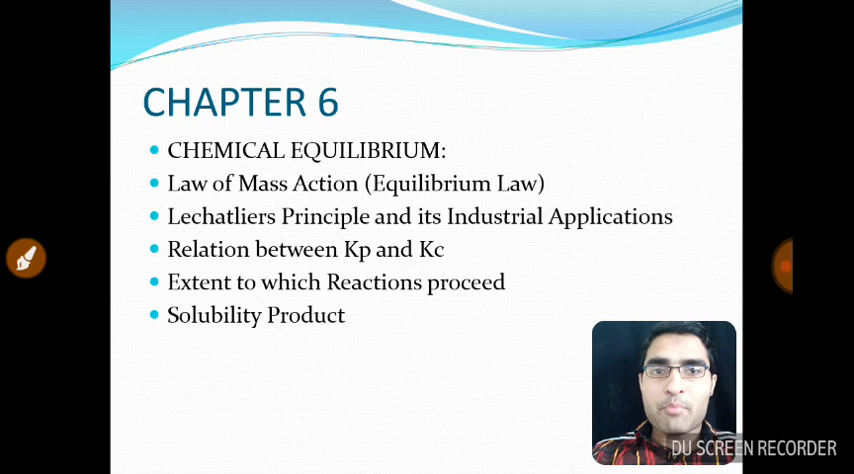 CHAPTER 6
CHEMICAL EQUILIBRIUM:
Law of Mass Action (Equilibrium Law)
Lechatliers Principle and its Industrial Applications
Relation between Kp and Kc
Extent to which Reactions proceed
Solubility Product
DU SCREEN RECORDER